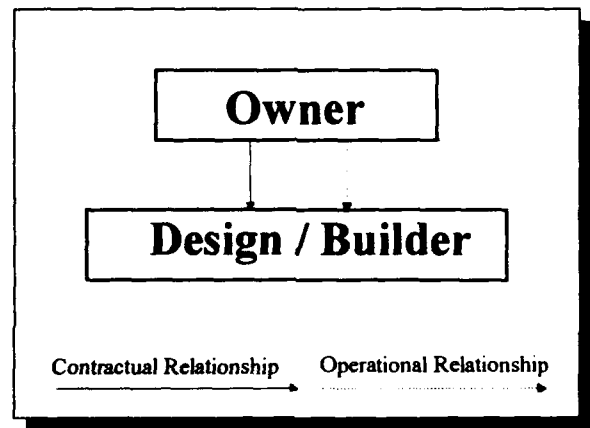 Owner
Design / Builder
Contractual Relationship Operational Relationship